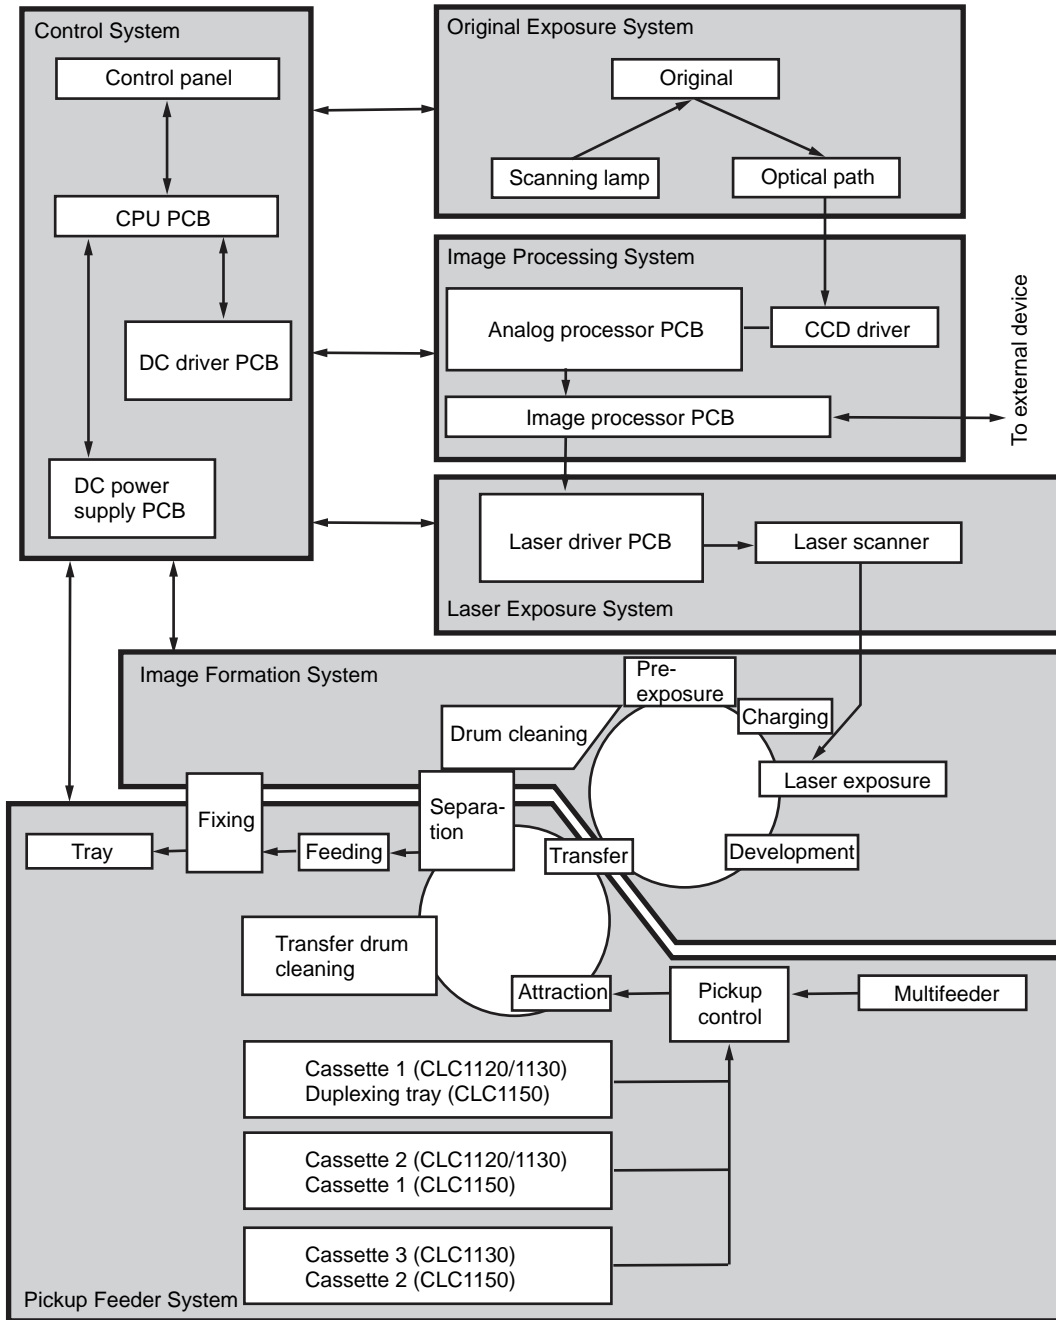 Control System
Control panel
CPU PCB
DC driver PCB
DC power
supply PCB
Original Exposure System
Original
Scanning lamp
Optical path
Image Processing System
Analog processor PCB
CCD driver
Image processor PCB
To external device
Laser driver PCB
Laser scanner
Laser Exposure System
Image Formation System
Pre-
exposure
Charging
Drum cleaning
Laser exposure
Development
Transfer
Separa-
tion
Fixing
Feeding
Tray
Transfer drum
cleaning
Attraction
Pickup
control
Multifeeder
Cassette 1 (CLC1120/1130)
Duplexing tray (CLC1150)
Cassette 2 (CLC1120/1130)
Cassette 1 (CLC1150)
Cassette 3 (CLC1130)
Cassette 2 (CLC1150)
Pickup Feeder System